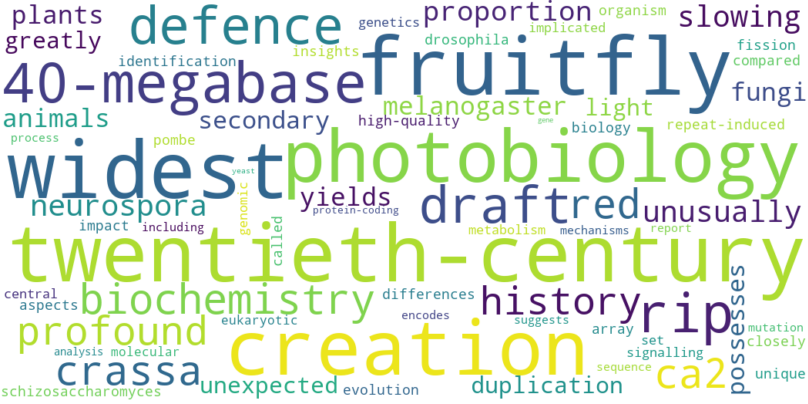 plants
defence
genetics
proportion
organism
slowing
greatly
insights
drosophila
implicated
fission
identification
fruitfly
compared
40-megabase
melanogaster
light
fungi
animals
secondary
high-quality
gene
biology
repeat-induced
process
pombe
widest
photobiology
yeast
neurospora
genomic
yields
protein-coding
draft
red
unusually
impact
including
called
metabolism
mechanisms
report
twentieth-century
central
aspects
biochemistry
differences
history
rip
possesses
profound
eukaryotic
encodes
suggests
array
set
mutation
closely
analysis
molecular
creation
signalling
crassa
sequence
ca2
unique
schizosaccharomyces
unexpected
evolution
duplication